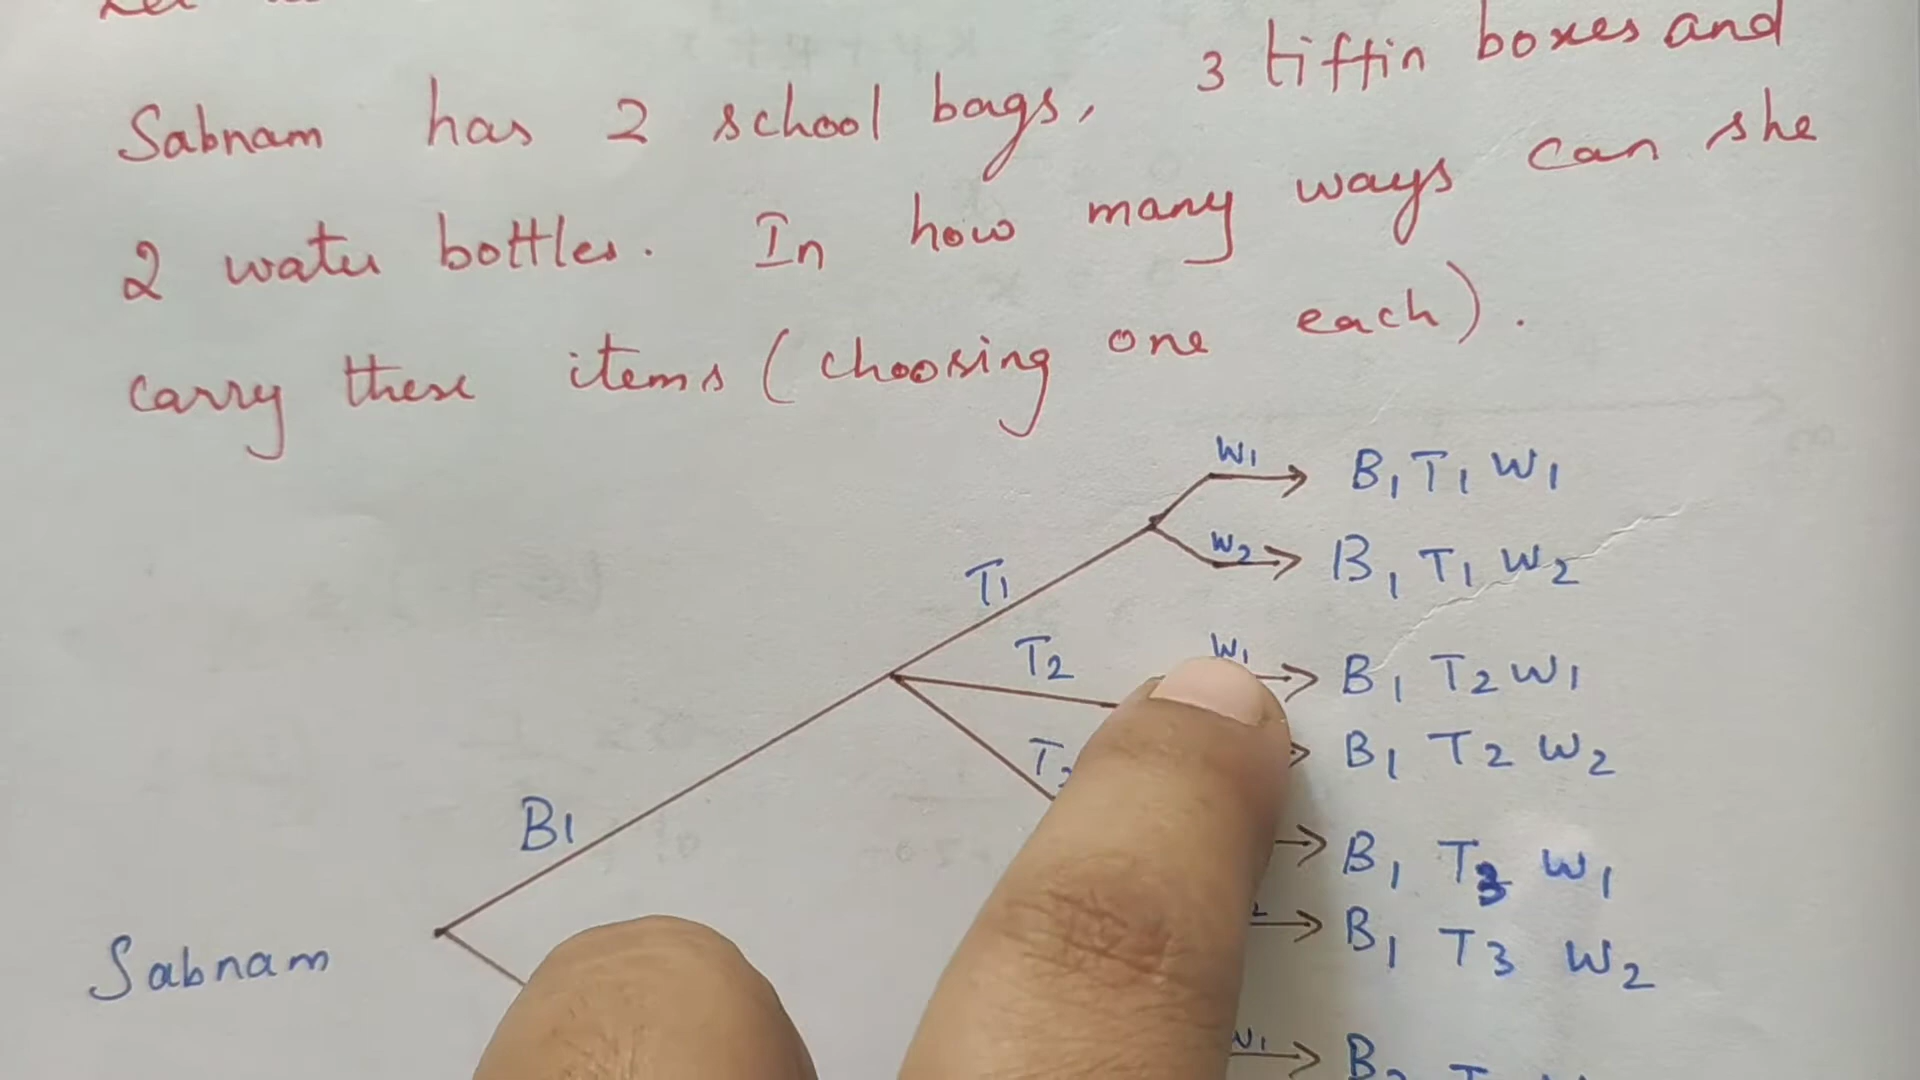 Sabnam has 2 school bags, 3 tiffin boxes and
2 water bottles. In how many ways can she
carry these items (choosing one each).
W1 B1 T1 W1
W2 B1 T1 W2
T1
T2 W1 B1 T2 W1
B1 T2 W2
B1
B1 T3 W1
B1 T3 W2
Sabnam
W1